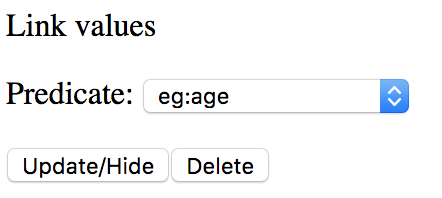 Link values
Predicate: eg:age
Update/Hide Delete